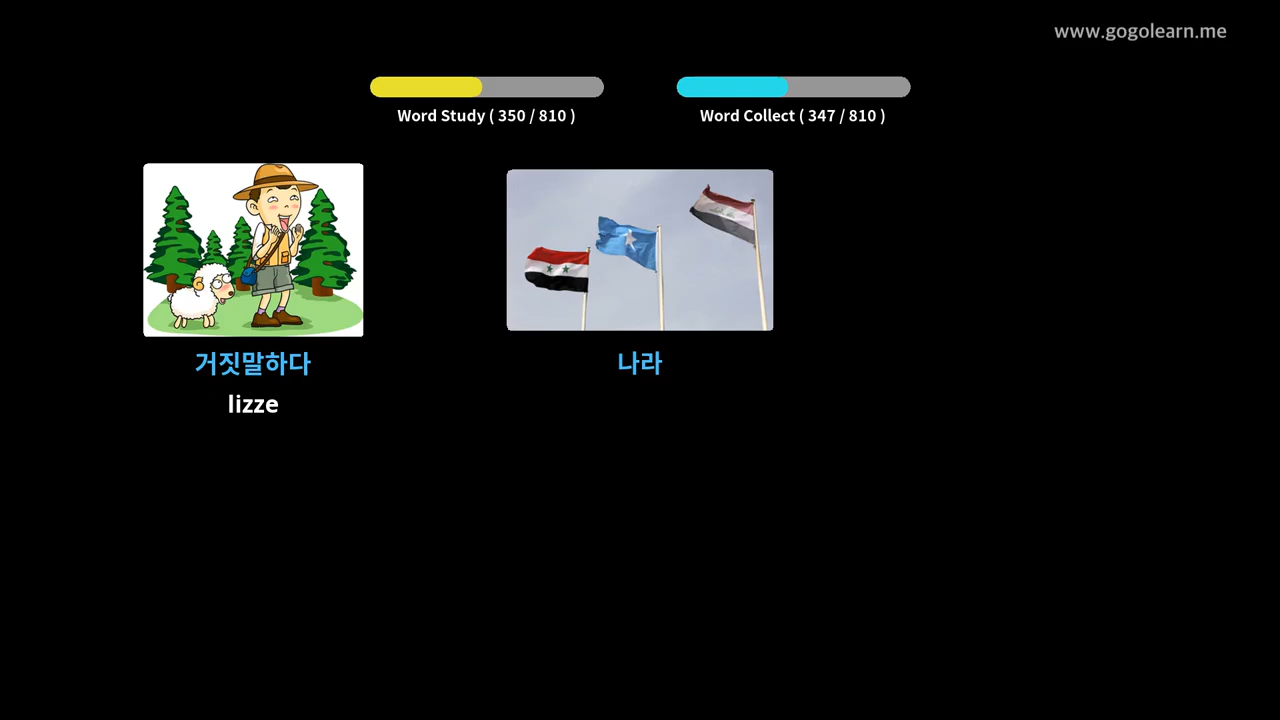 www.gogolearn.me
Word Study ( 350 / 810 )
Word Collect ( 347 / 810 )
거짓말하다
나라
lizze